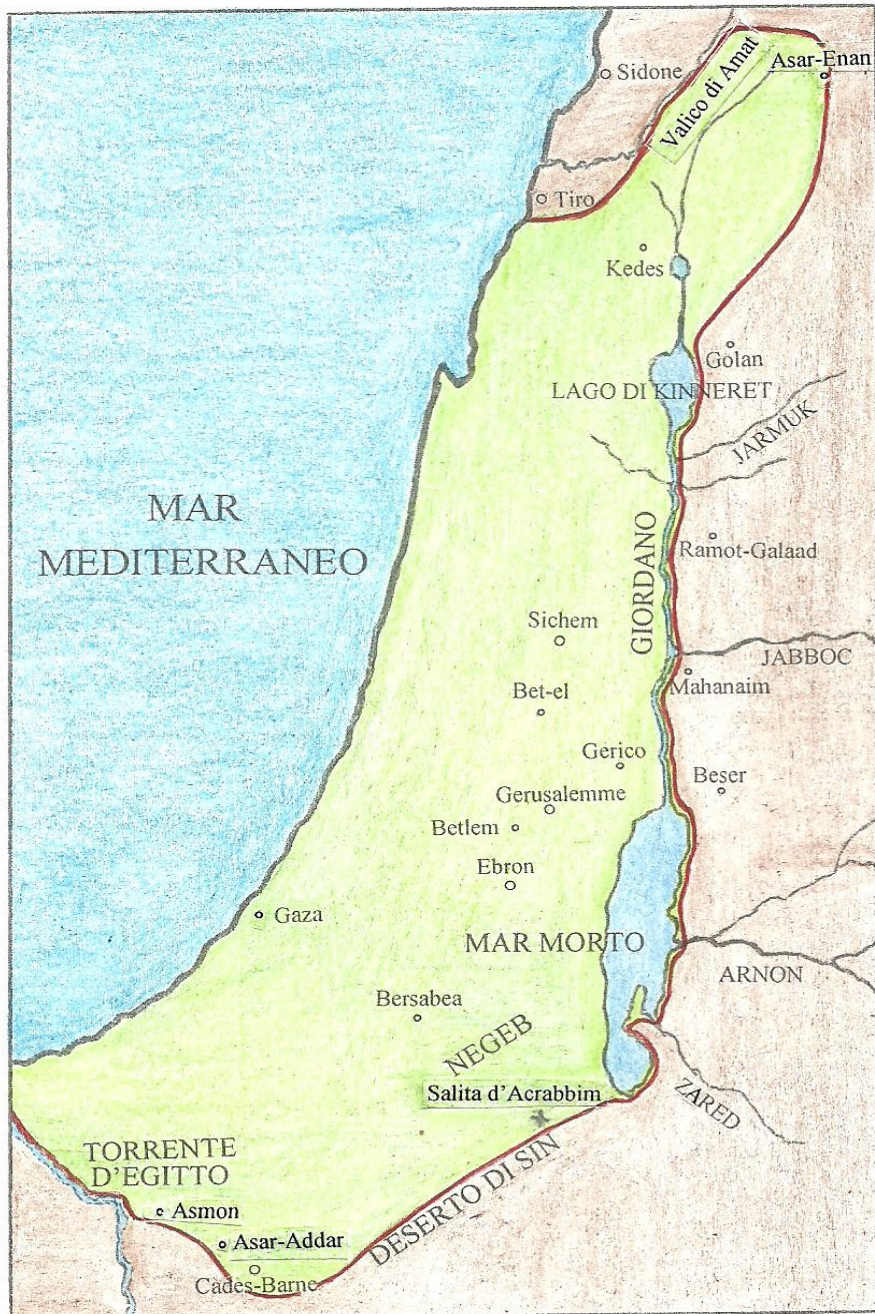 Asar-Enan
Valico di Amat
Sidone
Tiro
Kedes
Golan
LAGO DI KINNERET
JARMUK
MAR
MEDITERRANEO
GIORDANO
Ramot-Galaad
Sichem
JABBOC
Mahanaim
Bet-el
Gerico
Beser
Gerusalemme
Betlem
Ebron
Gaza
MAR MORTO
ARNON
Bersabea
NEGEB
Salita d'Acrabbim
ZARED
TORRENTE
D'EGITTO
DESERTO DI SIN
Asmon
Asar-Addar
Cades-Barne